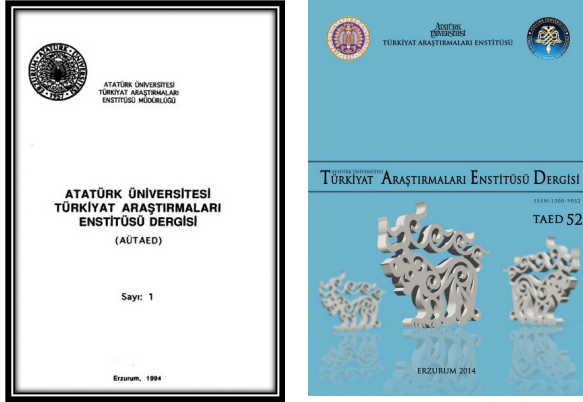 ATATÜRK ÜNİVERSİTESİ
TÜRKİYAT ARAŞTIRMALARI
ENSTİTÜSÜ MÜDÜRLÜĞÜ
ATATÜRK ÜNİVERSİTESİ
TÜRKİYAT ARAŞTIRMALARI
ENSTİTÜSÜ DERGİSİ
(AÜTAED)
Sayı: 1
Erzurum, 1994
ATATÜRK
ÜNİVERSİTESİ
TÜRKİYAT ARAŞTIRMALARI ENSTİTÜSÜ
ATATÜRK ÜNİVERSİTESİ
TÜRKİYAT ARAŞTIRMALARI ENSTİTÜSÜ DERGİSİ
ISSN:1300-9052
TAED 52
ERZURUM 2014